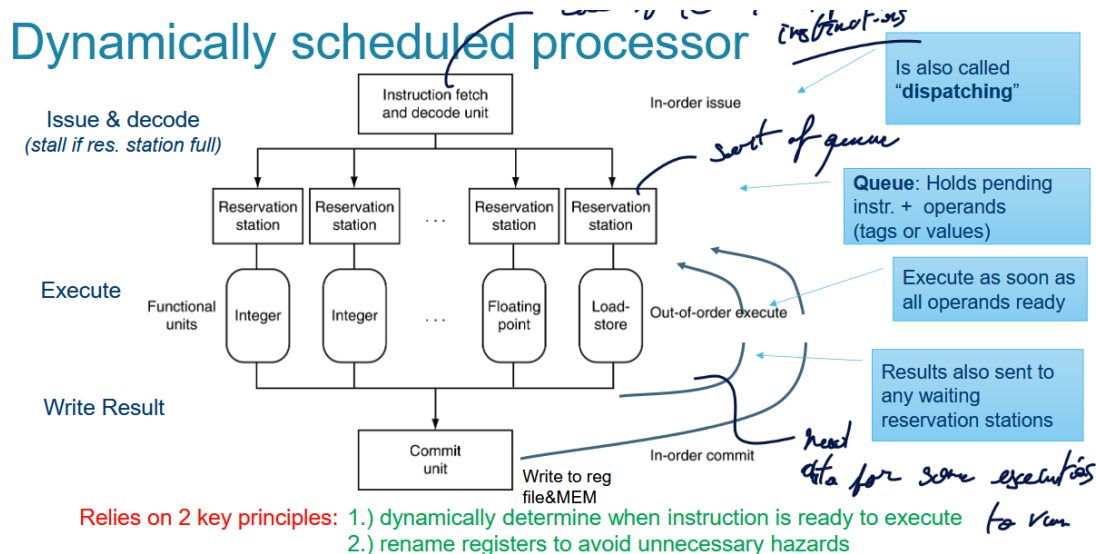 Dynamically scheduled processor
instructions
Is also called
“dispatching”
Instruction fetch
and decode unit
In-order issue
Issue & decode
(stall if res. station full)
sort of queue
Queue: Holds pending
instr. + operands
(tags or values)
Reservation
station
Reservation
station
. . .
Reservation
station
Reservation
station
Execute
Functional
units
Integer
Integer
. . .
Floating
point
Load-
store
Out-of-order execute
Execute as soon as
all operands ready
Results also sent to
any waiting
reservation stations
Write Result
Commit
unit
In-order commit
Write to reg
file&MEM
need
data for some executions
to run
Relies on 2 key principles: 1.) dynamically determine when instruction is ready to execute
2.) rename registers to avoid unnecessary hazards